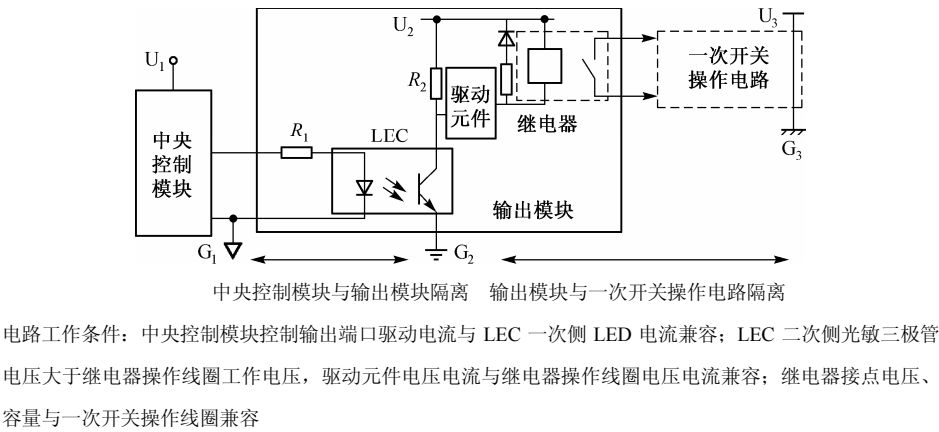 U2
U3
U1
R2
驱动
元件
一次开关
操作电路
继电器
R1
LEC
中央
控制
模块
G3
输出模块
G1
G2
中央控制模块与输出模块隔离 输出模块与一次开关操作电路隔离
电路工作条件：中央控制模块控制输出端口驱动电流与 LEC 一次侧 LED 电流兼容；LEC 二次侧光敏三极管
电压大于继电器操作线圈工作电压，驱动元件电压电流与继电器操作线圈电压电流兼容；继电器接点电压、
容量与一次开关操作线圈兼容